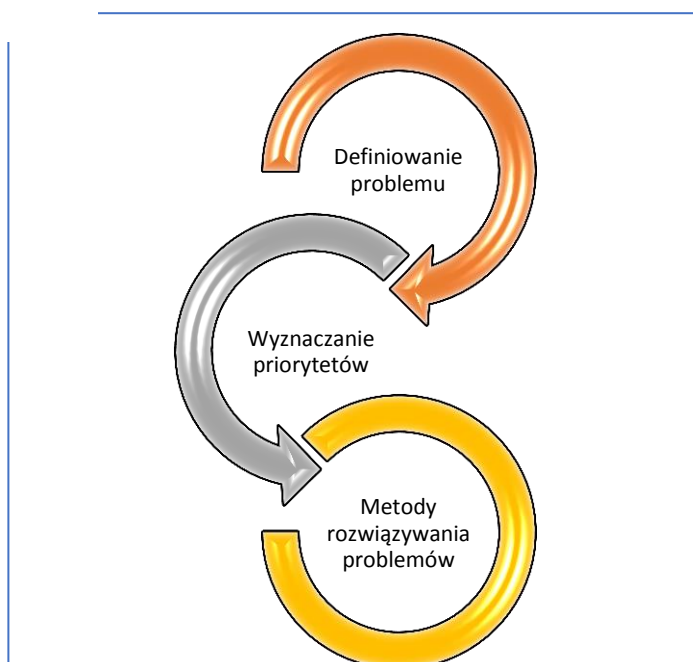 Definiowanie
problemu
Wyznaczanie
priorytetów
Metody
rozwiązywania
problemów